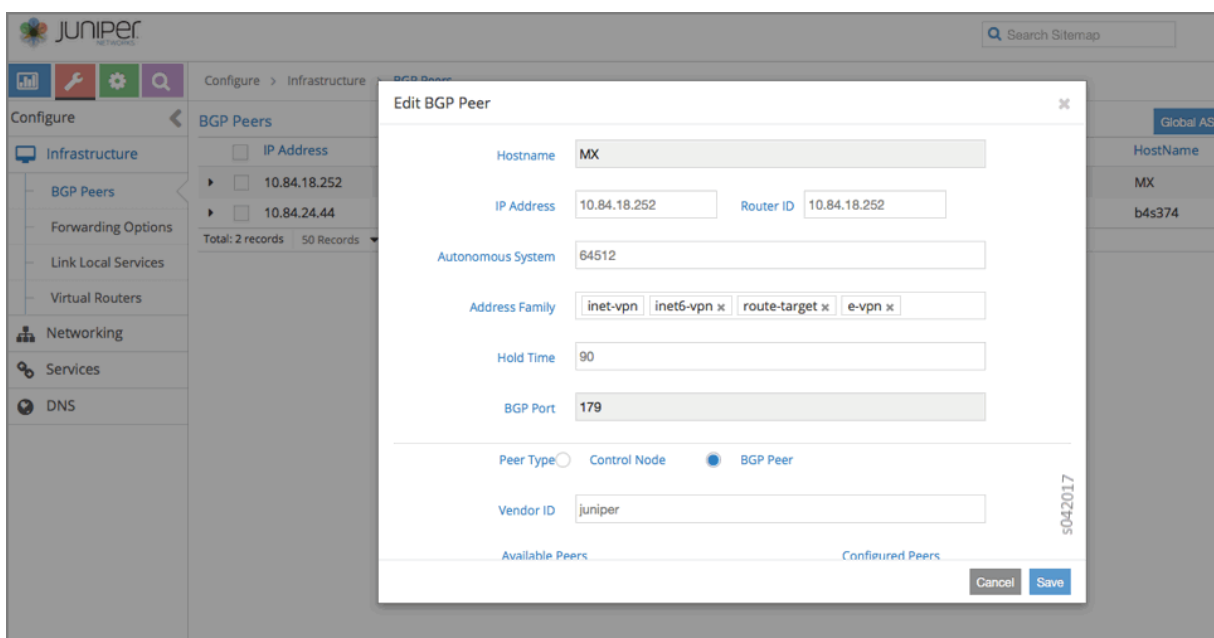 JUNIPER
NETWORKS
Search Sitemap
Configure > Infrastructure > BGP Peers
Configure
BGP Peers
Global AS
Infrastructure
IP Address
HostName
BGP Peers
10.84.18.252
MX
Forwarding Options
10.84.24.44
b4s374
Total: 2 records 50 Records
Link Local Services
Virtual Routers
Networking
Services
DNS
Edit BGP Peer
Hostname MX
IP Address 10.84.18.252 Router ID 10.84.18.252
Autonomous System 64512
Address Family inet-vpn inet6-vpn x route-target x e-vpn x
Hold Time 90
BGP Port 179
Peer Type Control Node BGP Peer
Vendor ID juniper
Available Peers Configured Peers
Cancel Save
s042017